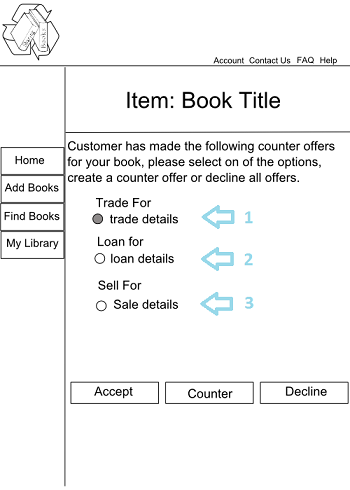 Account Contact Us FAQ Help
Item: Book Title
Home
Add Books
Find Books
My Library
Customer has made the following counter offers
for your book, please select on of the options,
create a counter offer or decline all offers.
Trade For
trade details 1
Loan for
loan details 2
Sell For
Sale details 3
Accept Counter Decline